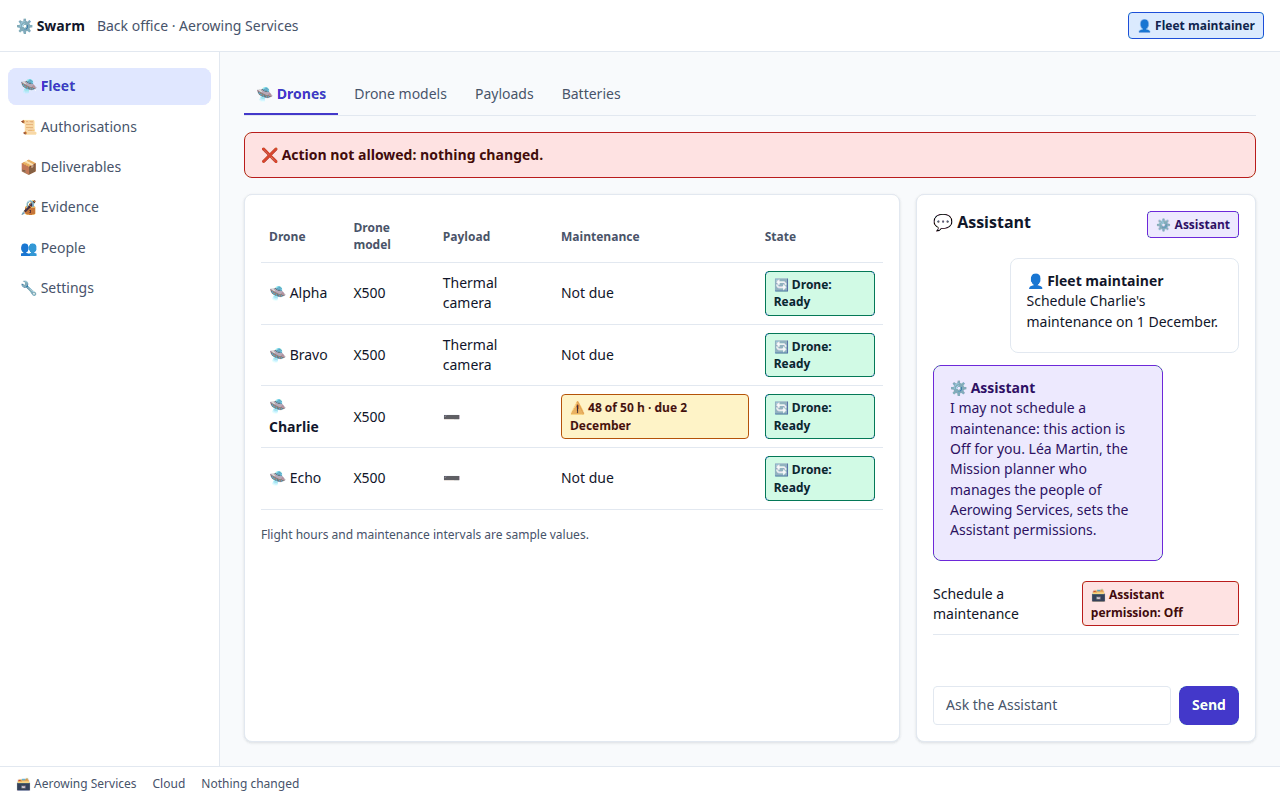 Swarm Back office · Aerowing Services
Fleet maintainer
Fleet
Authorisations
Deliverables
Evidence
People
Settings
Drones Drone models Payloads Batteries
Action not allowed: nothing changed.
Drone
Drone
model
Payload
Maintenance
State
Alpha
X500
Thermal
camera
Not due
Drone:
Ready
Bravo
X500
Thermal
camera
Not due
Drone:
Ready
Charlie
X500
—
48 of 50 h · due 2
December
Drone:
Ready
Echo
X500
—
Not due
Drone:
Ready
Flight hours and maintenance intervals are sample values.
Assistant
Assistant
Fleet maintainer
Schedule Charlie's
maintenance on 1 December.
Assistant
I may not schedule a
maintenance: this action is
Off for you. Léa Martin, the
Mission planner who
manages the people of
Aerowing Services, sets the
Assistant permissions.
Schedule a
maintenance
Assistant
permission: Off
Ask the Assistant
Send
Aerowing Services Cloud Nothing changed